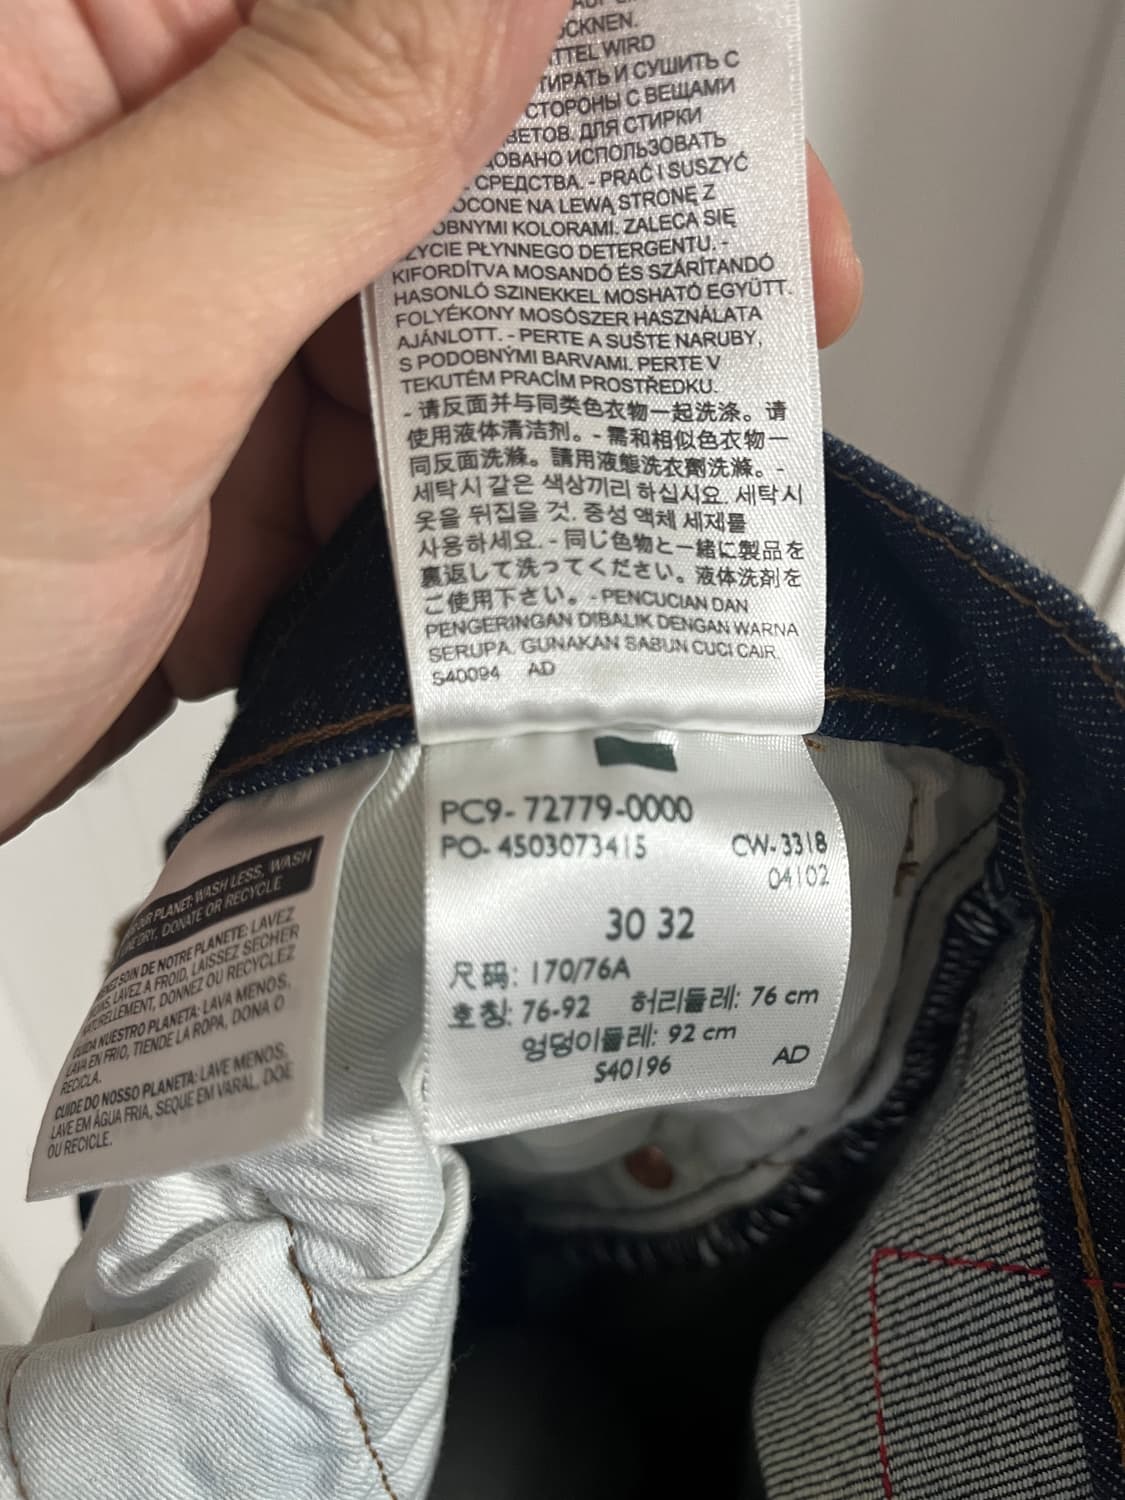 OCKNEN.
TTEL WIRD
ТИРАТЬ И СУШИТЬ С
СТОРОНЫ С ВЕЩАМИ
ВЕТОВ. ДЛЯ СТИРКИ
ОВАНО ИСПОЛЬЗОВАТЬ
СРЕДСТВА. - PRAĆ I SUSZYĆ
OCONE NA LEWĄ STRONĘ Z
OBNYMI KOLORAMI. ZALECA SIĘ
ŻYCIE PŁYNNEGO DETERGENTU. -
KIFORDÍTVA MOSANDÓ ÉS SZÁRÍTANDÓ
HASONLÓ SZINEKKEL MOSHATÓ EGYÜTT.
FOLYÉKONY MOSÓSZER HASZNÁLATA
AJÁNLOTT. - PERTE A SUŠTE NARUBY,
S PODOBNÝMI BARVAMI. PERTE V
TEKUTÉM PRACÍM PROSTŘEDKU.
- 请反面并与同类色衣物一起洗涤。请
使用液体清洁剂。- 需和相似色衣物一
同反面洗滌。請用液態洗衣劑洗滌。-
세탁시 같은 색상끼리 하십시요. 세탁시
옷을 뒤집을 것. 중성 액체 세제를
사용하세요. - 同じ色物と一緒に製品を
裏返して洗ってください。液体洗剤を
ご使用下さい。- PENCUCIAN DAN
PENGERINGAN DIBALIK DENGAN WARNA
SERUPA. GUNAKAN SABUN CUCI CAIR.
S40094 AD
PC9- 72779-0000
PO- 4503073415 CW- 3318
04102
30 32
尺码: 170/76A
호칭: 76-92 허리둘레: 76 cm
엉덩이둘레: 92 cm
S40196 AD
OUR PLANET: WASH LESS, WASH
LINE DRY, DONATE OR RECYCLE
SOIN DE NOTRE PLANETE: LAVEZ
MOINS, LAVEZ A FROID, LAISSEZ SECHER
NATURELLEMENT, DONNEZ OU RECYCLEZ
CUIDA NUESTRO PLANETA: LAVA MENOS,
LAVA EN FRIO, TIENDE LA ROPA, DONA O
RECICLA.
CUIDE DO NOSSO PLANETA: LAVE MENOS,
LAVE EM ÁGUA FRIA, SEQUE EM VARAL, DOE
OU RECICLE.